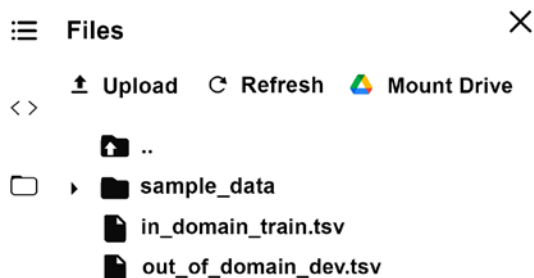 Files
Upload Refresh Mount Drive
..
sample_data
in_domain_train.tsv
out_of_domain_dev.tsv